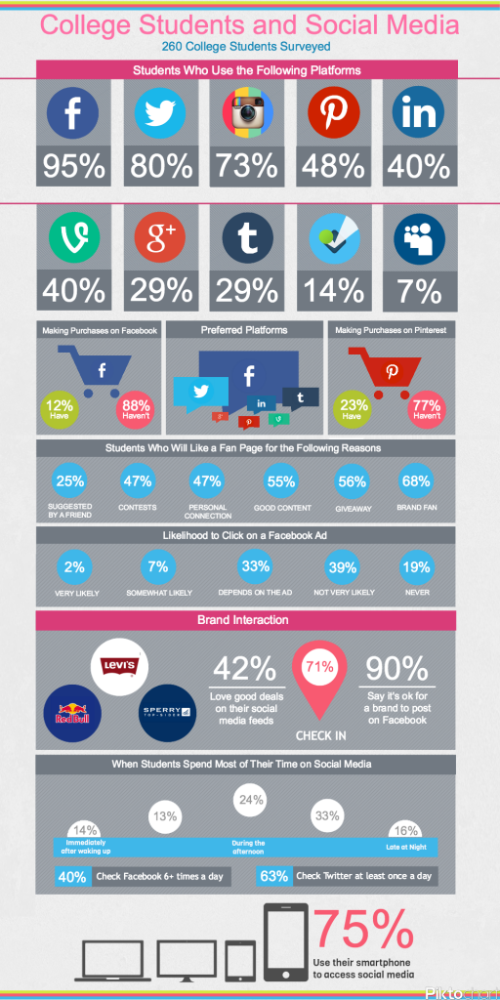 College Students and Social Media
260 College Students Surveyed
Students Who Use the Following Platforms
f
in
95%
80%
73%
48%
40%
g+
t
40%
29%
29%
14%
7%
Making Purchases on Facebook
f
12%
Have
88%
Haven't
Preferred Platforms
f
in
t
g+
Making Purchases on Pinterest
23%
Have
77%
Haven't
Students Who Will Like a Fan Page for the Following Reasons
25%
47%
47%
55%
56%
68%
SUGGESTED
BY A FRIEND
CONTESTS
PERSONAL
CONNECTION
GOOD CONTENT
GIVEAWAY
BRAND FAN
Likelihood to Click on a Facebook Ad
2%
7%
33%
39%
19%
VERY LIKELY
SOMEWHAT LIKELY
DEPENDS ON THE AD
NOT VERY LIKELY
NEVER
Brand Interaction
LEVI'S
Red Bull
SPERRY
TOP-SIDER
42%
Love good deals
on their social
media feeds
71%
CHECK IN
90%
Say it's ok for
a brand to post
on Facebook
When Students Spend Most of Their Time on Social Media
14%
13%
24%
33%
16%
Immediately
after waking up
During the
afternoon
Late at Night
40%
Check Facebook 6+ times a day
63%
Check Twitter at least once a day
75%
Use their smartphone
to access social media
Piktochart